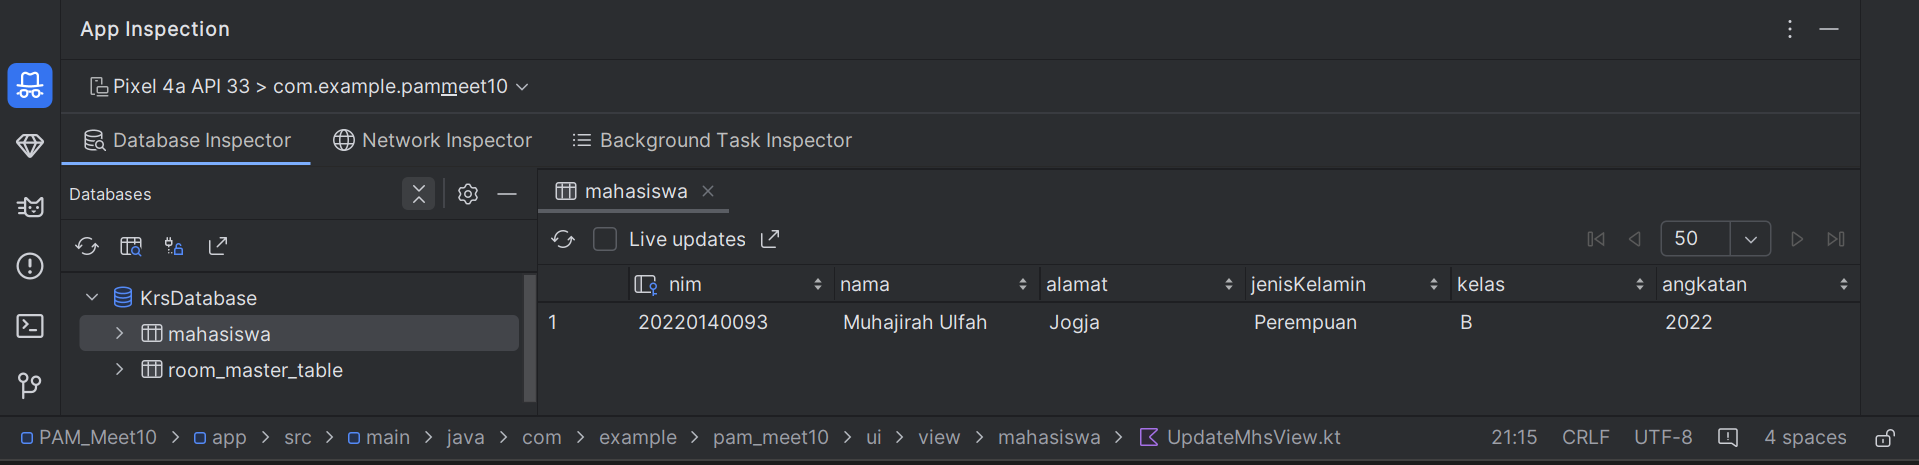 App Inspection
Pixel 4a API 33 > com.example.pammeet10
Database Inspector Network Inspector Background Task Inspector
Databases
mahasiswa
Live updates 50
nim nama alamat jenisKelamin kelas angkatan
1 20220140093 Muhajirah Ulfah Jogja Perempuan B 2022
KrsDatabase
mahasiswa
room_master_table
PAM_Meet10 > app > src > main > java > com > example > pam_meet10 > ui > view > mahasiswa > UpdateMhsView.kt 21:15 CRLF UTF-8 4 spaces